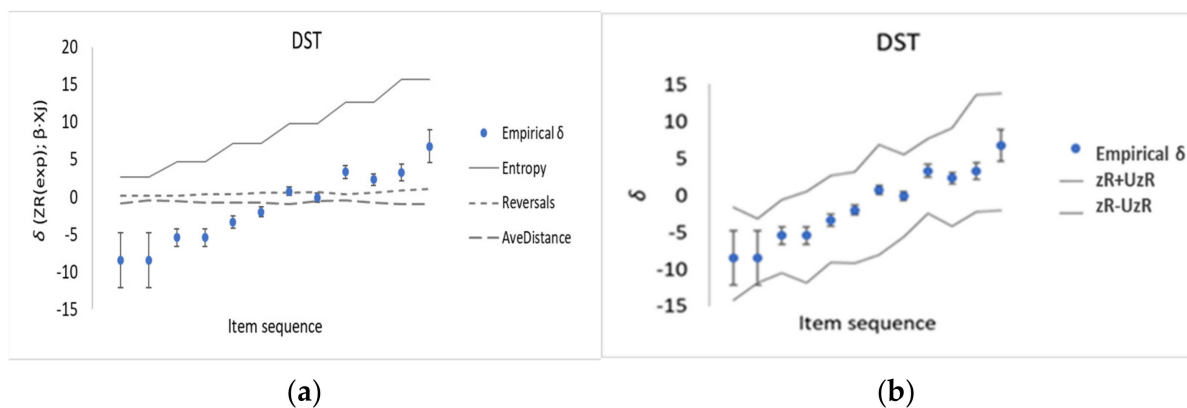 DST
20
15
10
5
0
-5
-10
-15
δ (ZR(exp); β·Xj)
Item sequence
Empirical δ
Entropy
Reversals
AveDistance
(a)
DST
15
10
5
0
-5
-10
-15
δ
Item sequence
Empirical δ
zR+UzR
zR-UzR
(b)